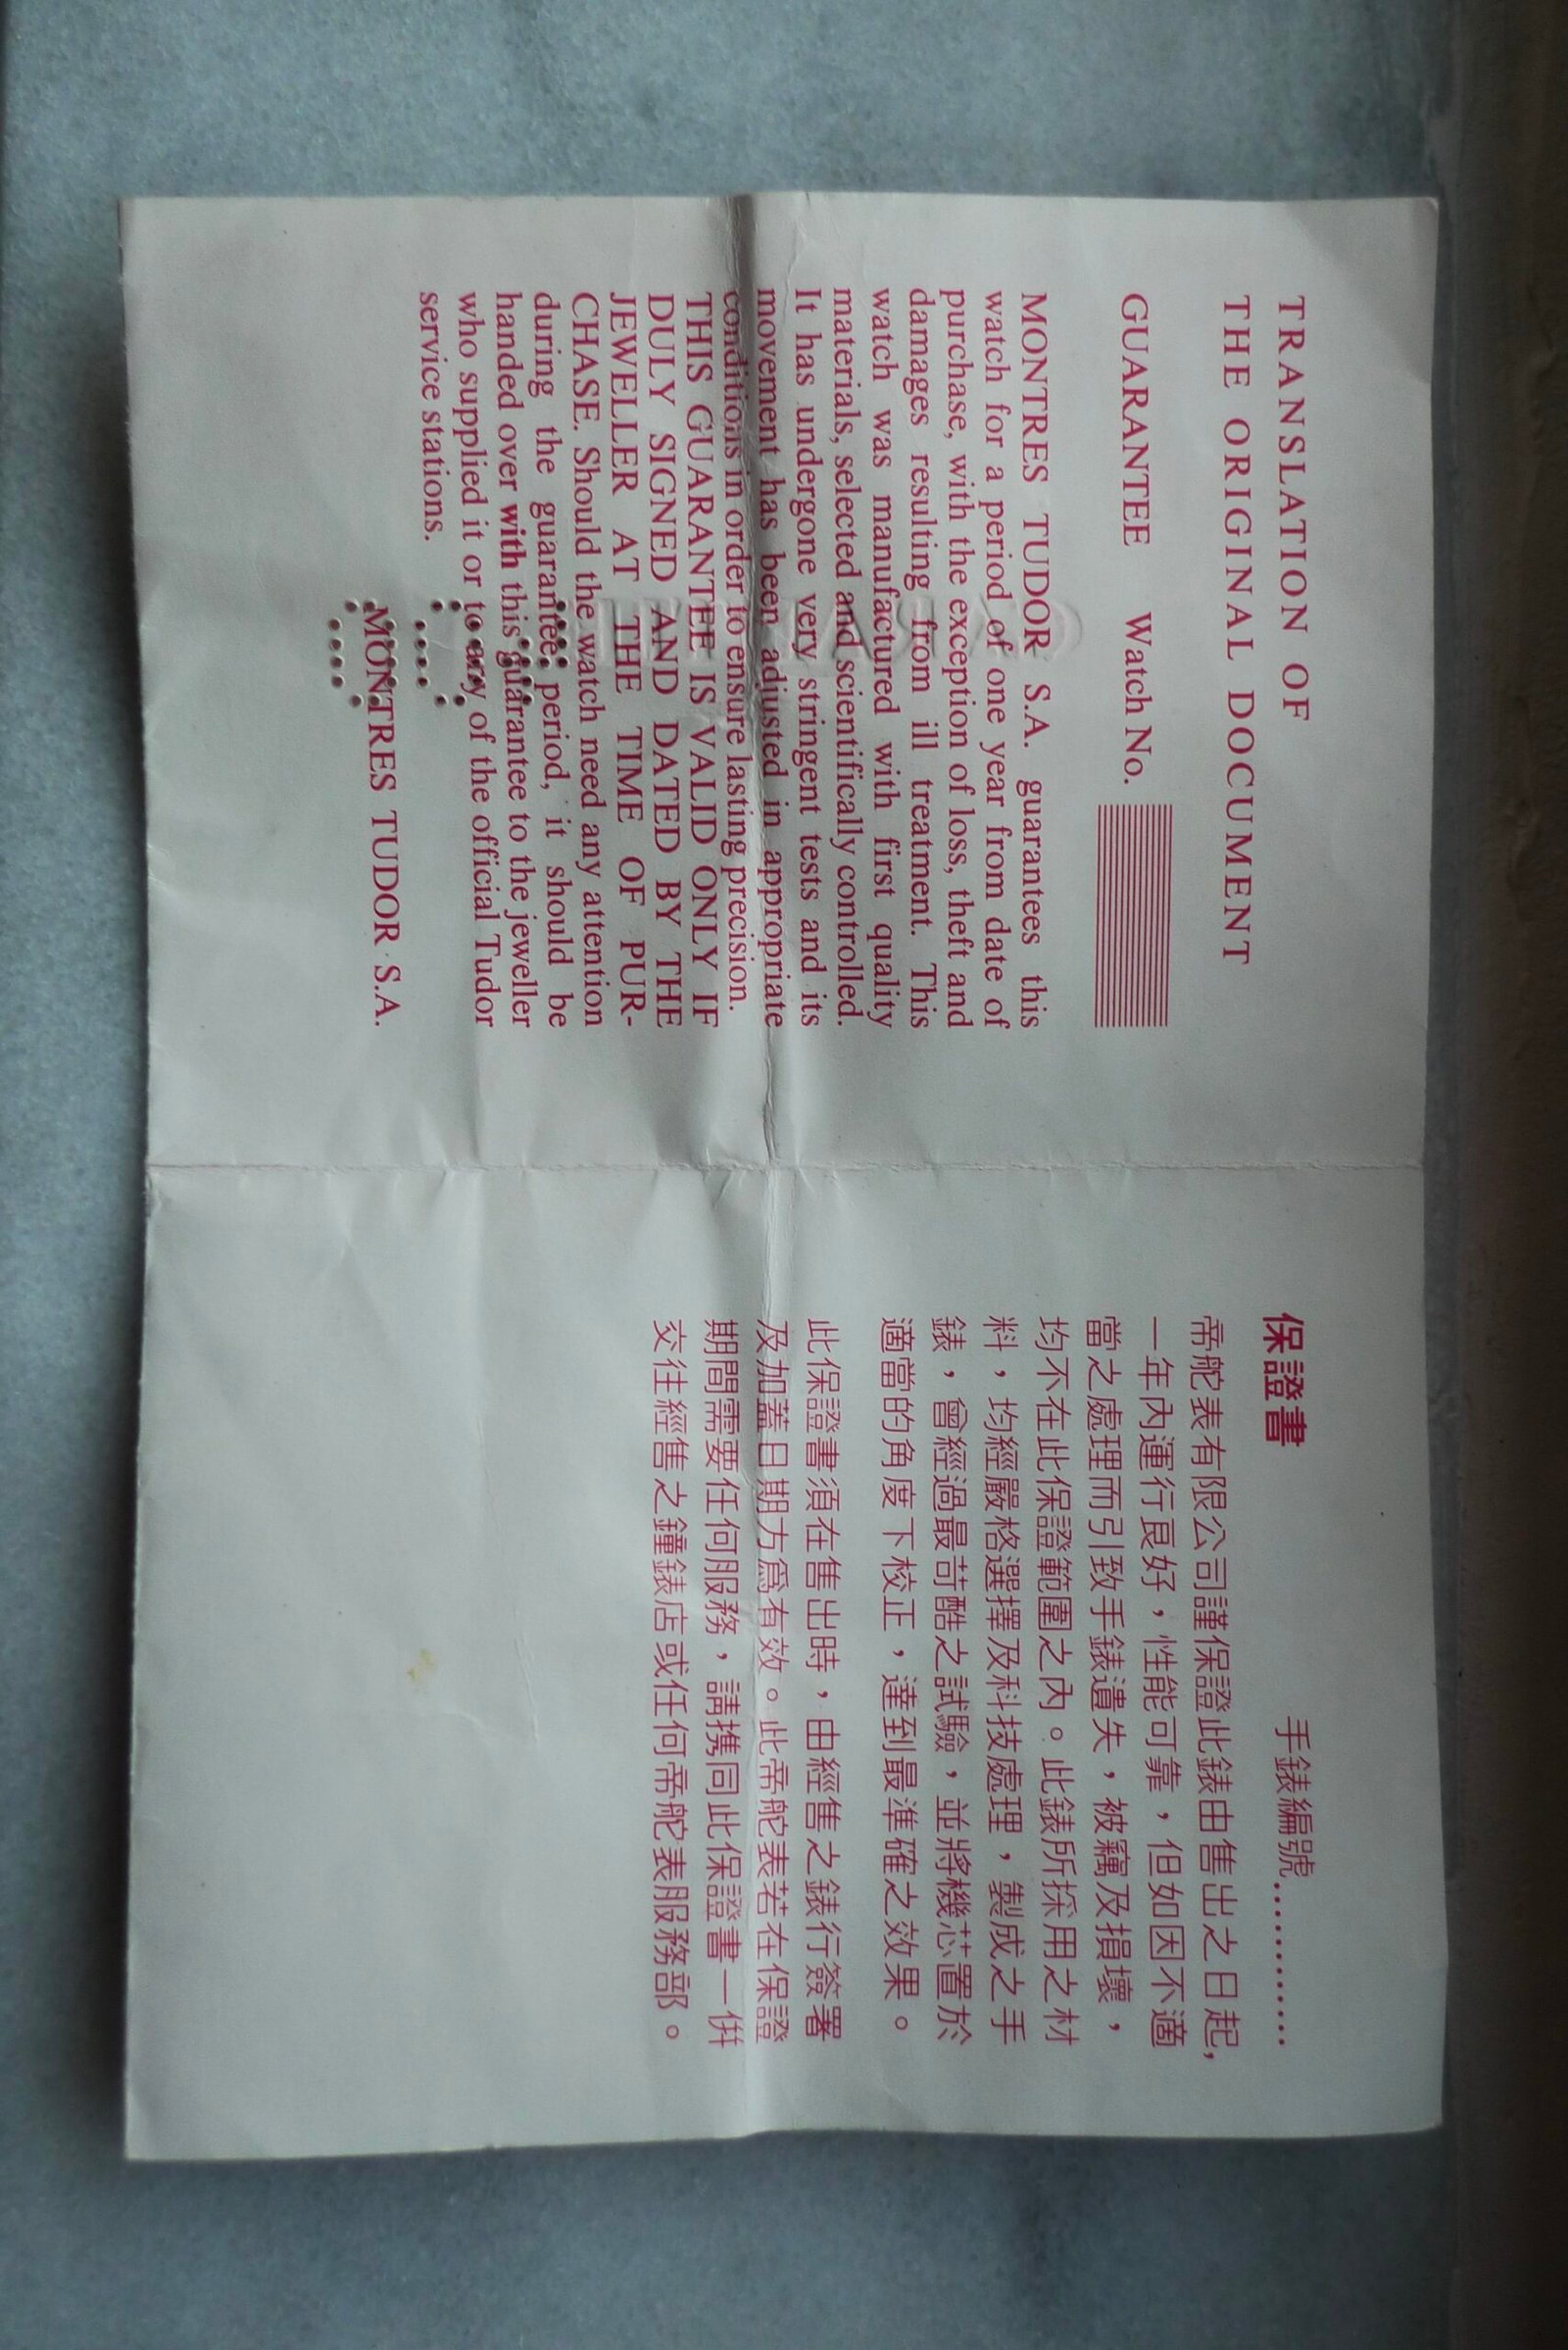 TRANSLATION OF
THE ORIGINAL DOCUMENT
GUARANTEE Watch No.
MONTRES TUDOR S.A. guarantees this
watch for a period of one year from date of
purchase, with the exception of loss, theft and
damages resulting from ill treatment. This
watch was manufactured with first quality
materials, selected and scientifically controlled.
It has undergone very stringent tests and its
movement has been adjusted in appropriate
conditions in order to ensure lasting precision.
THIS GUARANTEE IS VALID ONLY IF
DULY SIGNED AND DATED BY THE
JEWELLER AT THE TIME OF PUR-
CHASE. Should the watch need any attention
during the guarantee period, it should be
handed over with this guarantee to the jeweller
who supplied it or to any of the official Tudor
service stations.
MONTRES TUDOR S.A.
保證書
手錶編號............
帝舵表有限公司謹保證此錶由售出之日起,
一年內運行良好，性能可靠，但如因不適
當之處理而引致手錶遺失，被竊及損壞，
均不在此保證範圍之內。此錶所採用之材
料，均經嚴格選擇及科技處理，製成之手
錶，曾經過最苛酷之試驗，並將機芯置於
適當的角度下校正，達到最準確之效果。
此保證書須在售出時，由經售之錶行簽署
及加蓋日期方為有效。此帝舵表若在保證
期間需要任何服務，請携同此保證書一併
交往經售之鐘錶店或任何帝舵表服務部。